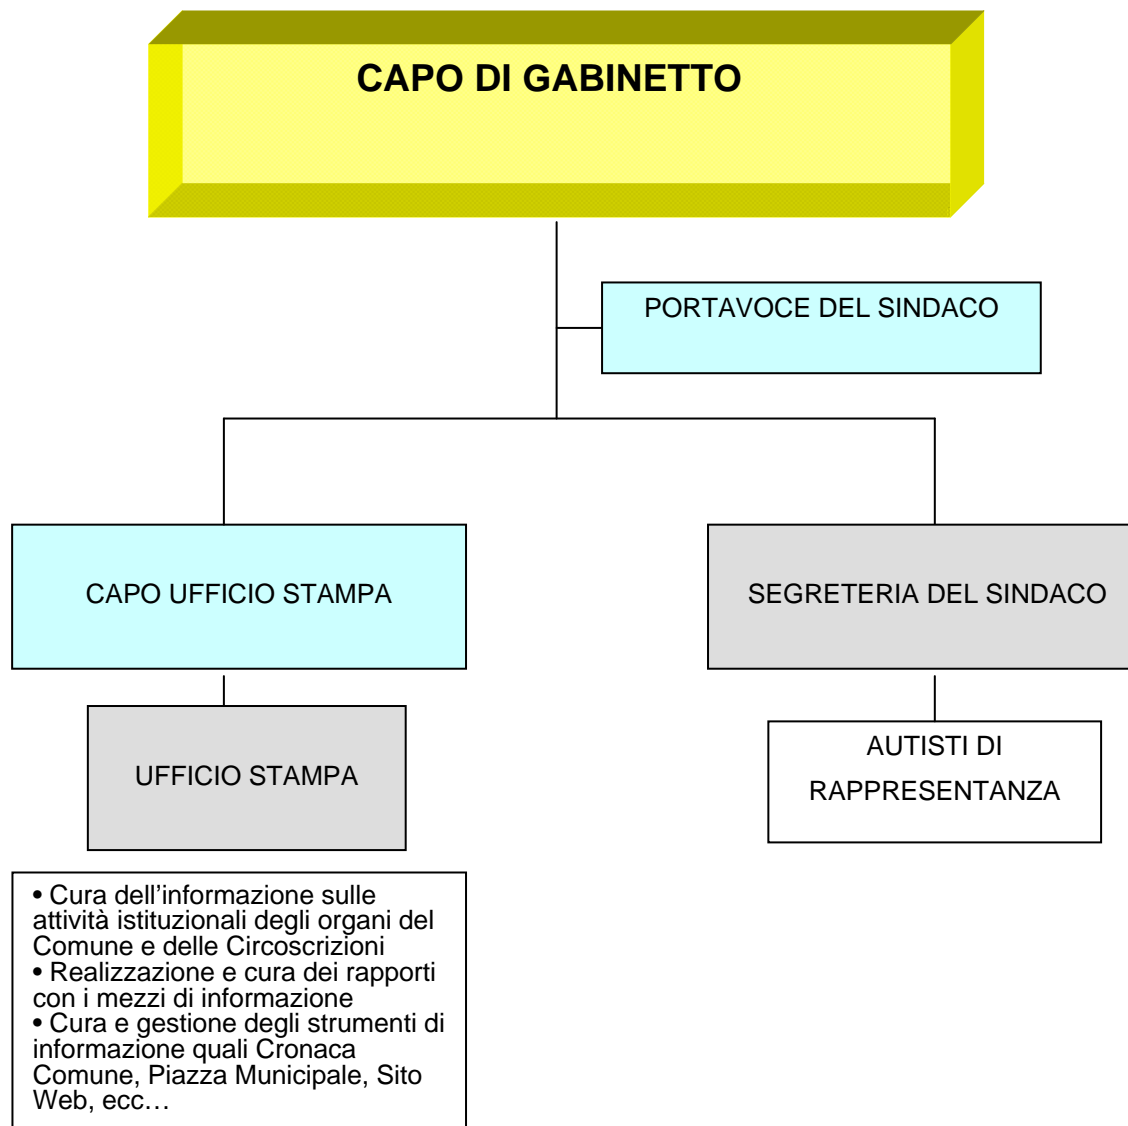 CAPO DI GABINETTO
PORTAVOCE DEL SINDACO
CAPO UFFICIO STAMPA
SEGRETERIA DEL SINDACO
UFFICIO STAMPA
AUTISTI DI
RAPPRESENTANZA
• Cura dell’informazione sulle
attività istituzionali degli organi del
Comune e delle Circoscrizioni
• Realizzazione e cura dei rapporti
con i mezzi di informazione
• Cura e gestione degli strumenti di
informazione quali Cronaca
Comune, Piazza Municipale, Sito
Web, ecc…